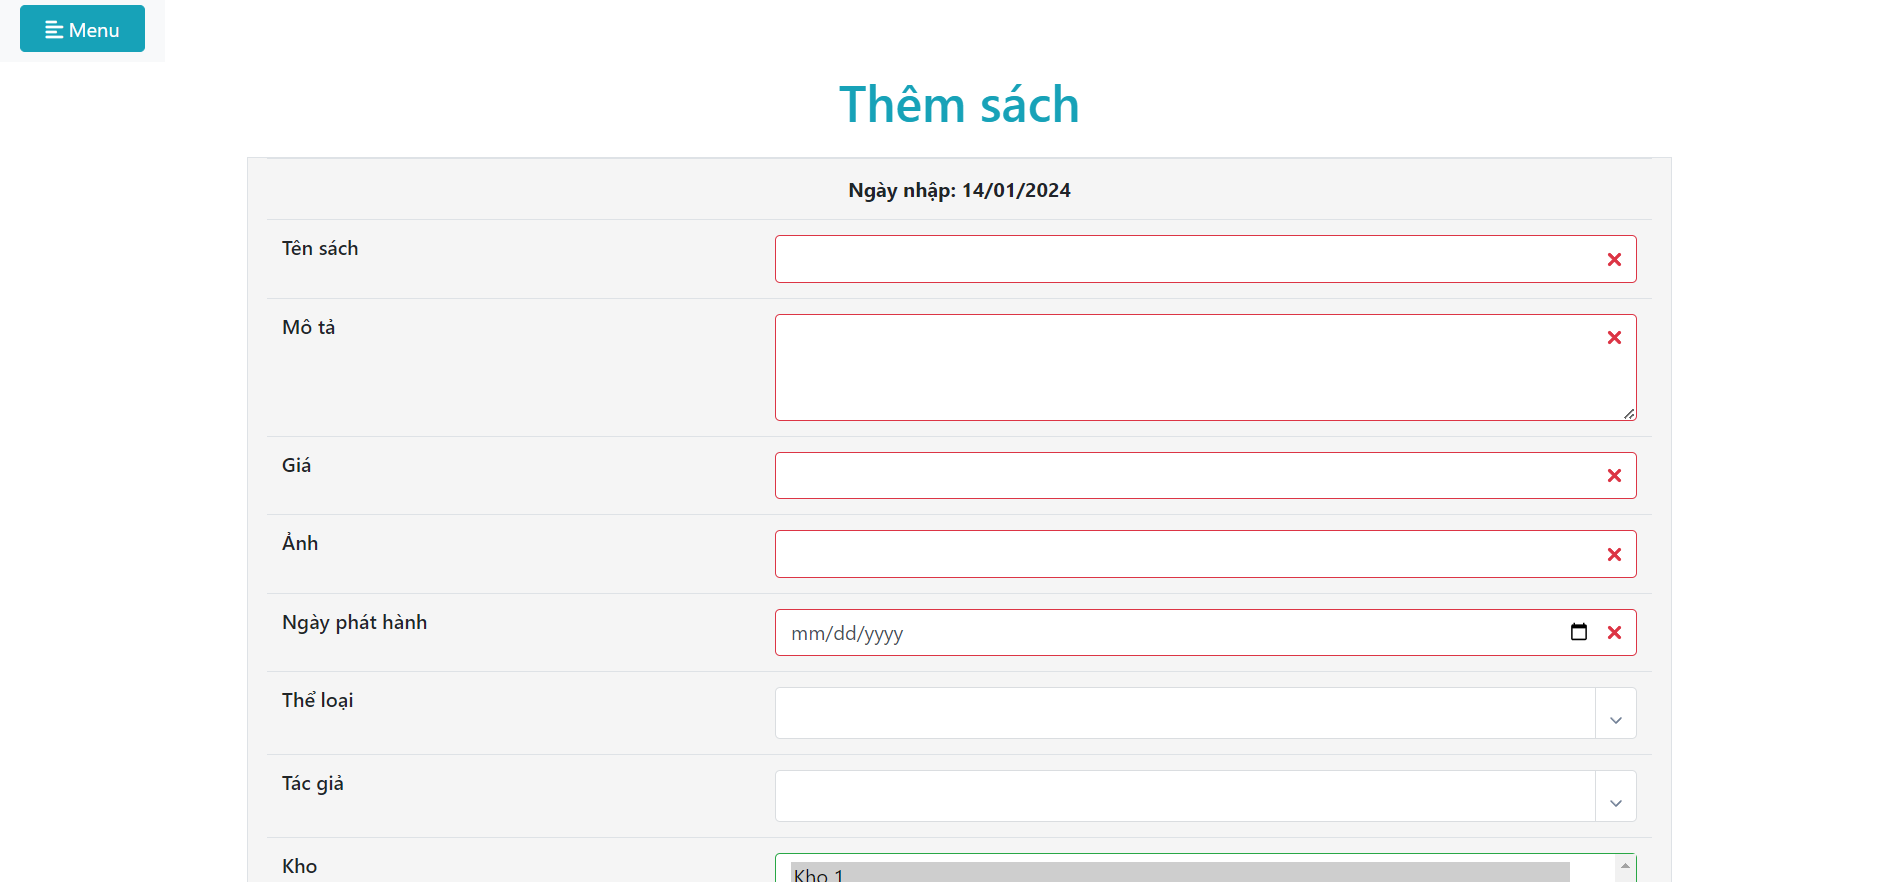 Menu
Thêm sách
Ngày nhập: 14/01/2024
Tên sách
Mô tả
Giá
Ảnh
Ngày phát hành
mm/dd/yyyy
Thể loại
Tác giả
Kho
Kho 1